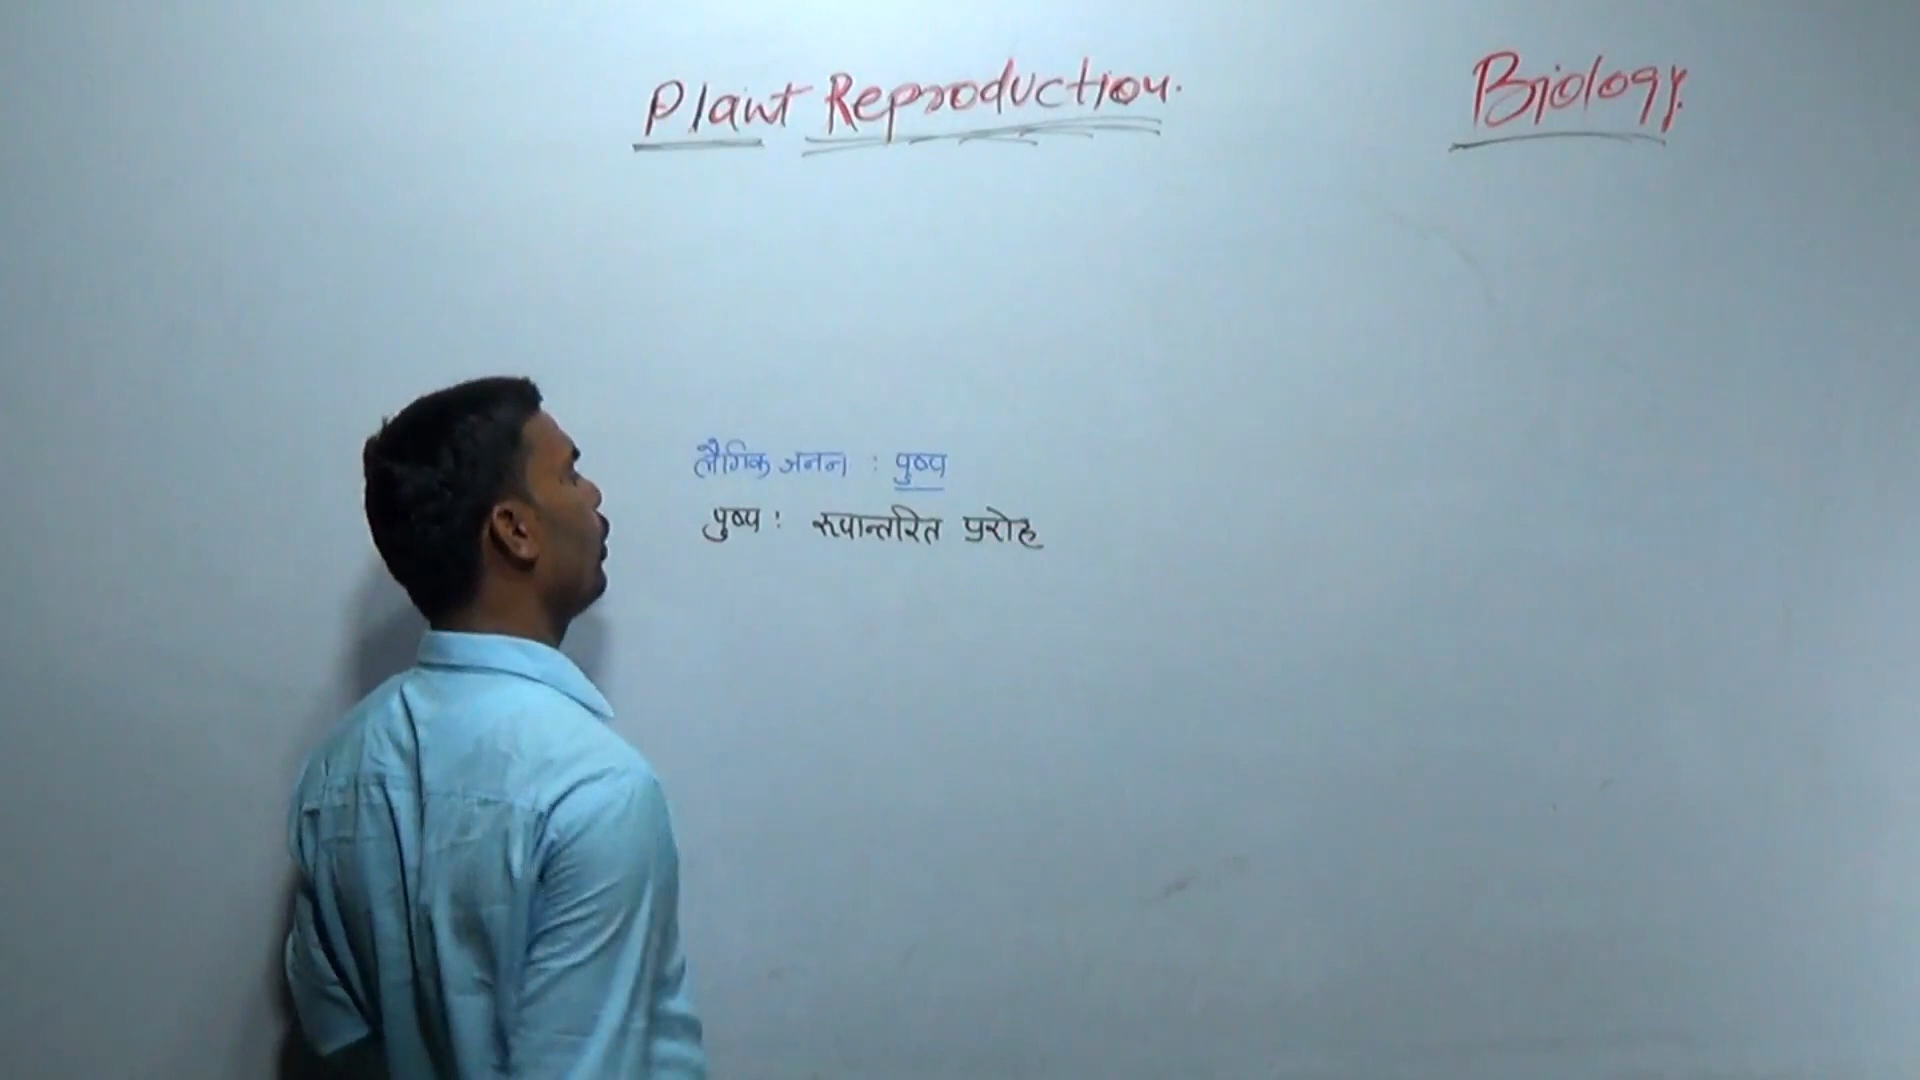 Plant Reproduction. Biology.
लैंगिक जनन : पुष्प
पुष्प : रूपान्तरित प्ररोह